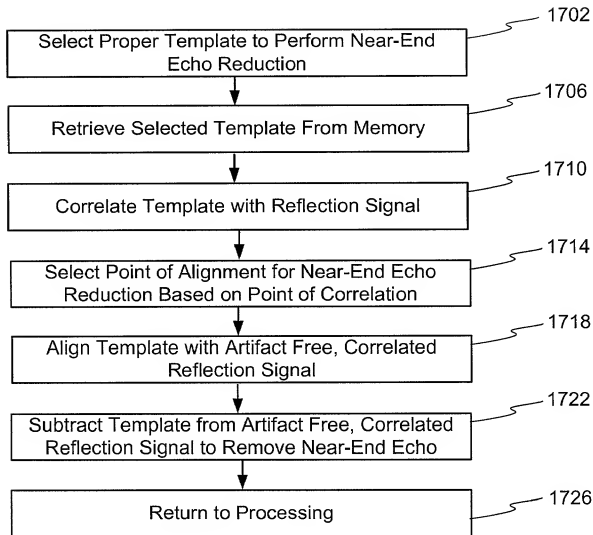 1702
Select Proper Template to Perform Near-End
Echo Reduction
1706
Retrieve Selected Template From Memory
1710
Correlate Template with Reflection Signal
1714
Select Point of Alignment for Near-End Echo
Reduction Based on Point of Correlation
1718
Align Template with Artifact Free, Correlated
Reflection Signal
1722
Subtract Template from Artifact Free, Correlated
Reflection Signal to Remove Near-End Echo
1726
Return to Processing